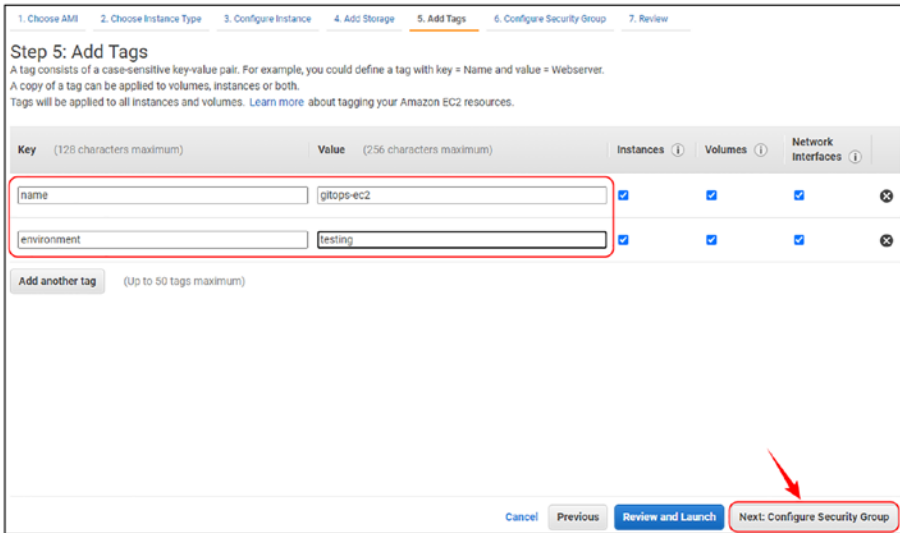 1. Choose AMI 2. Choose Instance Type 3. Configure Instance 4. Add Storage 5. Add Tags 6. Configure Security Group 7. Review
Step 5: Add Tags
A tag consists of a case-sensitive key-value pair. For example, you could define a tag with key = Name and value = Webserver.
A copy of a tag can be applied to volumes, instances or both.
Tags will be applied to all instances and volumes. Learn more about tagging your Amazon EC2 resources.
Key (128 characters maximum) Value (256 characters maximum) Instances i Volumes i Network Interfaces i
name gitops-ec2
environment testing
Add another tag (Up to 50 tags maximum)
Cancel Previous Review and Launch Next: Configure Security Group